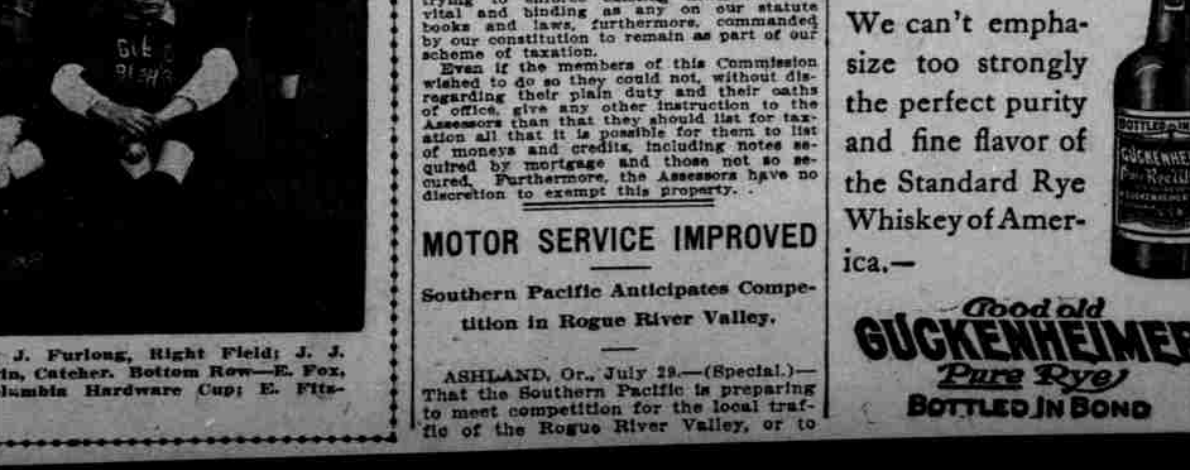 J. Furlong, Right Field; J. J.
in, Catcher. Bottom Row—E. Fox,
lumbia Hardware Cup; E. Fitz-
vital and binding as any on our statute
books and laws, furthermore, commanded
by our constitution to remain as part of our
scheme of taxation.
Even if the members of this Commission
wished to do so they could not, without dis-
regarding their plain duty and their oaths
of office, give any other instruction to the
Assessors than that they should list for tax-
ation all that it is possible for them to list
of moneys and credits, including notes se-
quired by mortgage and those not so se-
cured. Furthermore, the Assessors have no
discretion to exempt this property.
MOTOR SERVICE IMPROVED
Southern Pacific Anticipates Compe-
tition in Rogue River Valley.
ASHLAND, Or., July 29.—(Special.)—
That the Southern Pacific is preparing
to meet competition for the local traf-
fic of the Rogue River Valley, or to
We can't empha-
size too strongly
the perfect purity
and fine flavor of
the Standard Rye
Whiskey of Amer-
ica.—
BOTTLED IN
GUCKENHE
Pure Rye
Good old
GUCKENHEIMER
Pure Rye
BOTTLED IN BOND